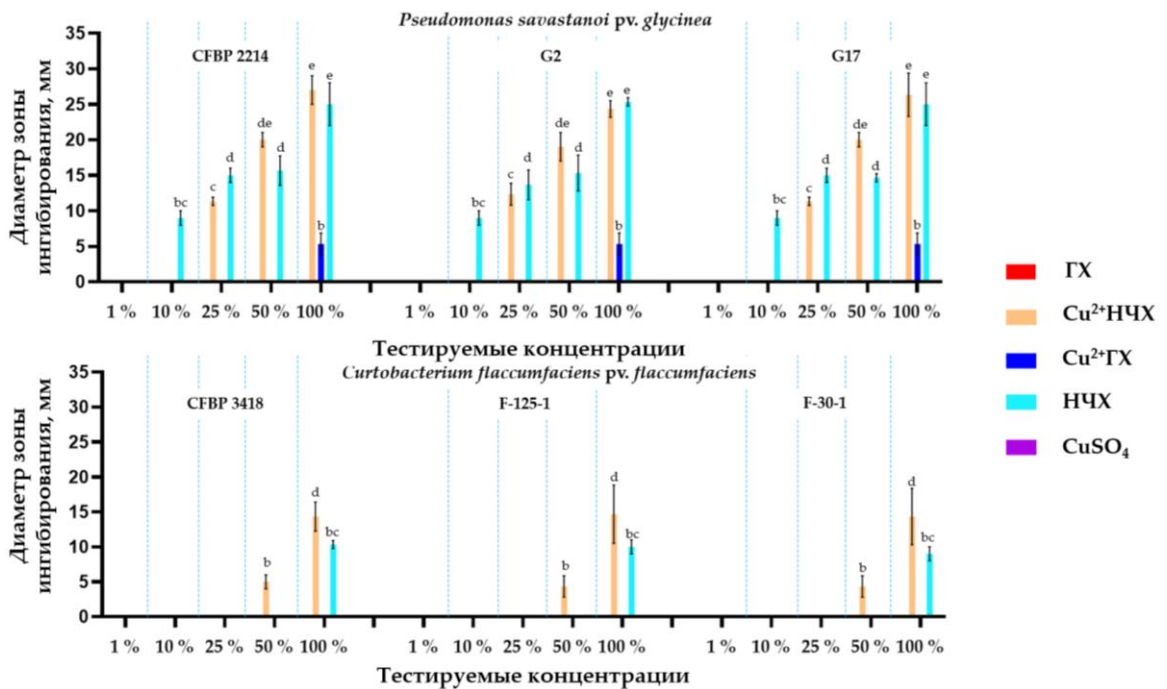 Pseudomonas savastanoi pv. glycinea
Диаметр зоны
ингибирования, мм
35
30
25
20
15
10
5
0
CFBP 2214
G2
G17
bc
c
d
de
d
e
b
e
bc
c
d
de
d
e
b
e
bc
c
d
de
d
e
b
e
1 % 10 % 25 % 50 % 100 % 1 % 10 % 25 % 50 % 100 % 1 % 10 % 25 % 50 % 100 %
Тестируемые концентрации
Curtobacterium flaccumfaciens pv. flaccumfaciens
Диаметр зоны
ингибирования, мм
35
30
25
20
15
10
5
0
CFBP 3418
F-125-1
F-30-1
b
d
bc
b
d
bc
b
d
bc
1 % 10 % 25 % 50 % 100 % 1 % 10 % 25 % 50 % 100 % 1 % 10 % 25 % 50 % 100 %
Тестируемые концентрации
ГХ
Cu²⁺НЧХ
Cu²⁺ГХ
НЧХ
CuSO₄